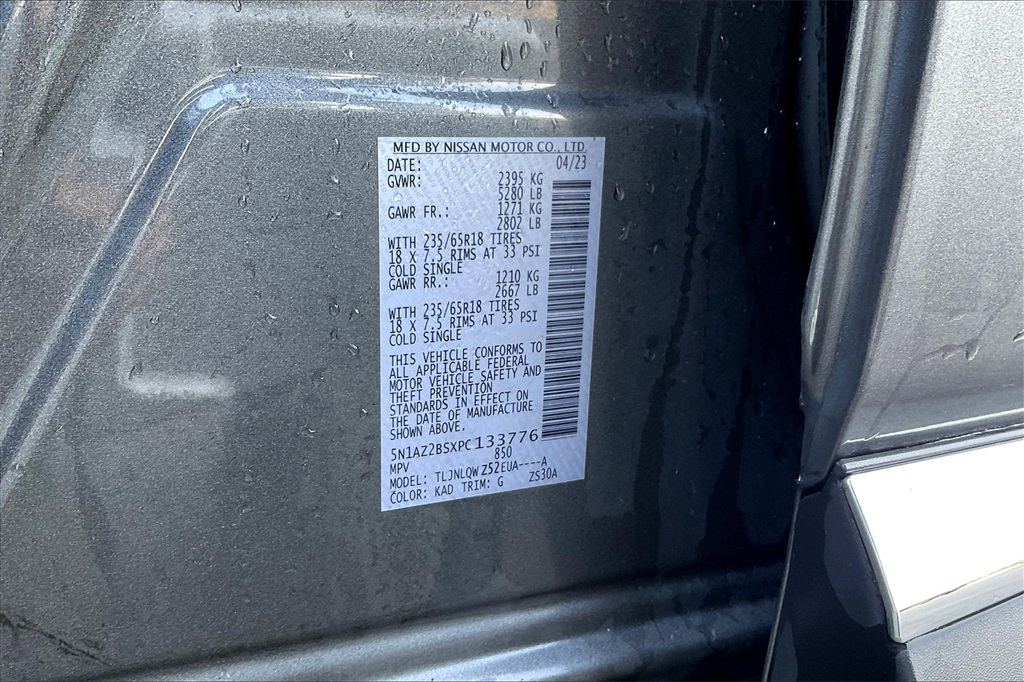 MFD BY NISSAN MOTOR CO., LTD
DATE: 04/23
GVWR: 2395 KG
5280 LB
GAWR FR.: 1271 KG
2802 LB
WITH 235/65R18 TIRES
18 X 7.5 RIMS AT 33 PSI
COLD SINGLE
GAWR RR.: 1210 KG
2667 LB
WITH 235/65R18 TIRES
18 X 7.5 RIMS AT 33 PSI
COLD SINGLE
THIS VEHICLE CONFORMS TO
ALL APPLICABLE FEDERAL
MOTOR VEHICLE SAFETY AND
THEFT PREVENTION
STANDARDS IN EFFECT ON
THE DATE OF MANUFACTURE
SHOWN ABOVE.
5N1AZ2BSXPC133776
MPV 850
MODEL: TLJNLQW Z52EUA----A
COLOR: KAD TRIM: G ZS30A